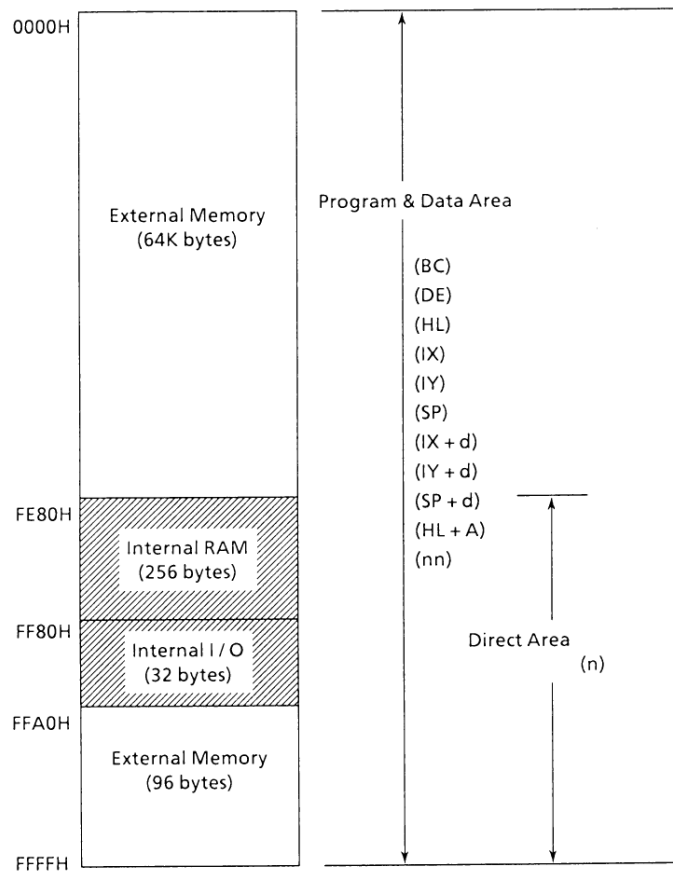 0000H
External Memory
(64K bytes)
Program & Data Area
(BC)
(DE)
(HL)
(IX)
(IY)
(SP)
(IX + d)
(IY + d)
(SP + d)
(HL + A)
(nn)
FE80H
Internal RAM
(256 bytes)
FF80H
Internal I / O
(32 bytes)
Direct Area
(n)
FFA0H
External Memory
(96 bytes)
FFFFH